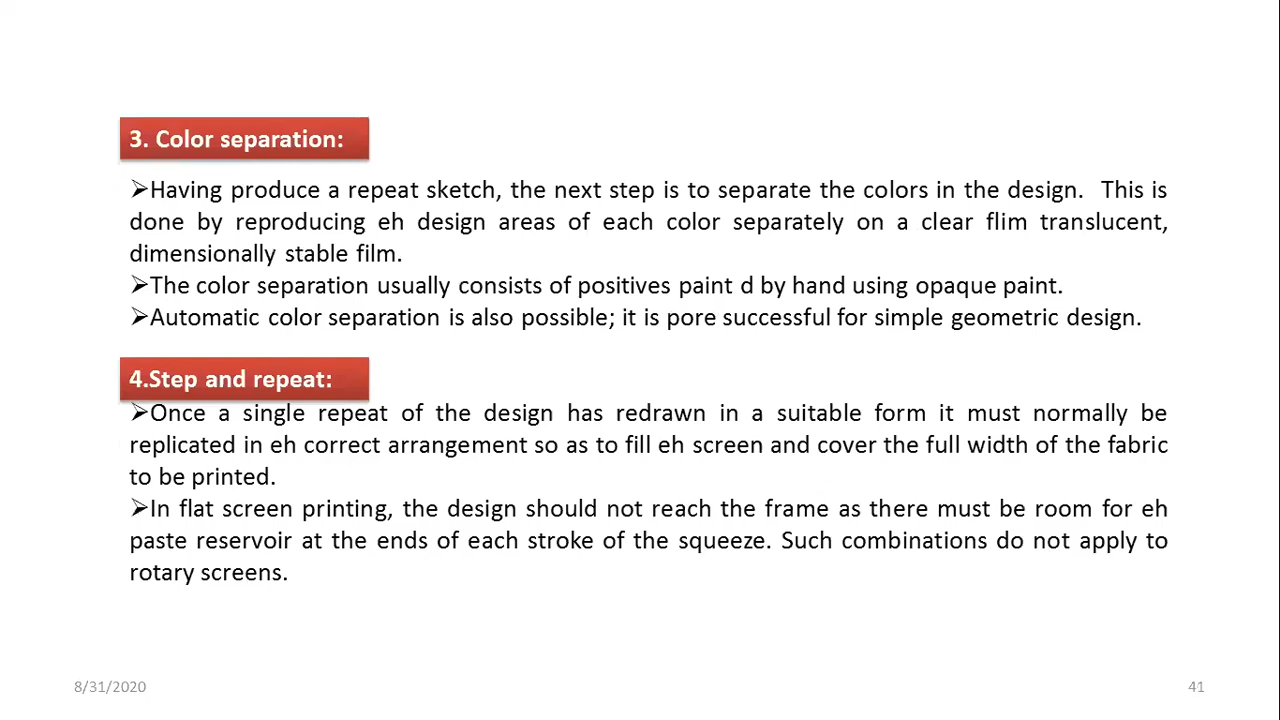 3. Color separation:
➢Having produce a repeat sketch, the next step is to separate the colors in the design. This is
done by reproducing eh design areas of each color separately on a clear flim translucent,
dimensionally stable film.
➢The color separation usually consists of positives paint d by hand using opaque paint.
➢Automatic color separation is also possible; it is pore successful for simple geometric design.
4.Step and repeat:
➢Once a single repeat of the design has redrawn in a suitable form it must normally be
replicated in eh correct arrangement so as to fill eh screen and cover the full width of the fabric
to be printed.
➢In flat screen printing, the design should not reach the frame as there must be room for eh
paste reservoir at the ends of each stroke of the squeeze. Such combinations do not apply to
rotary screens.
8/31/2020
41